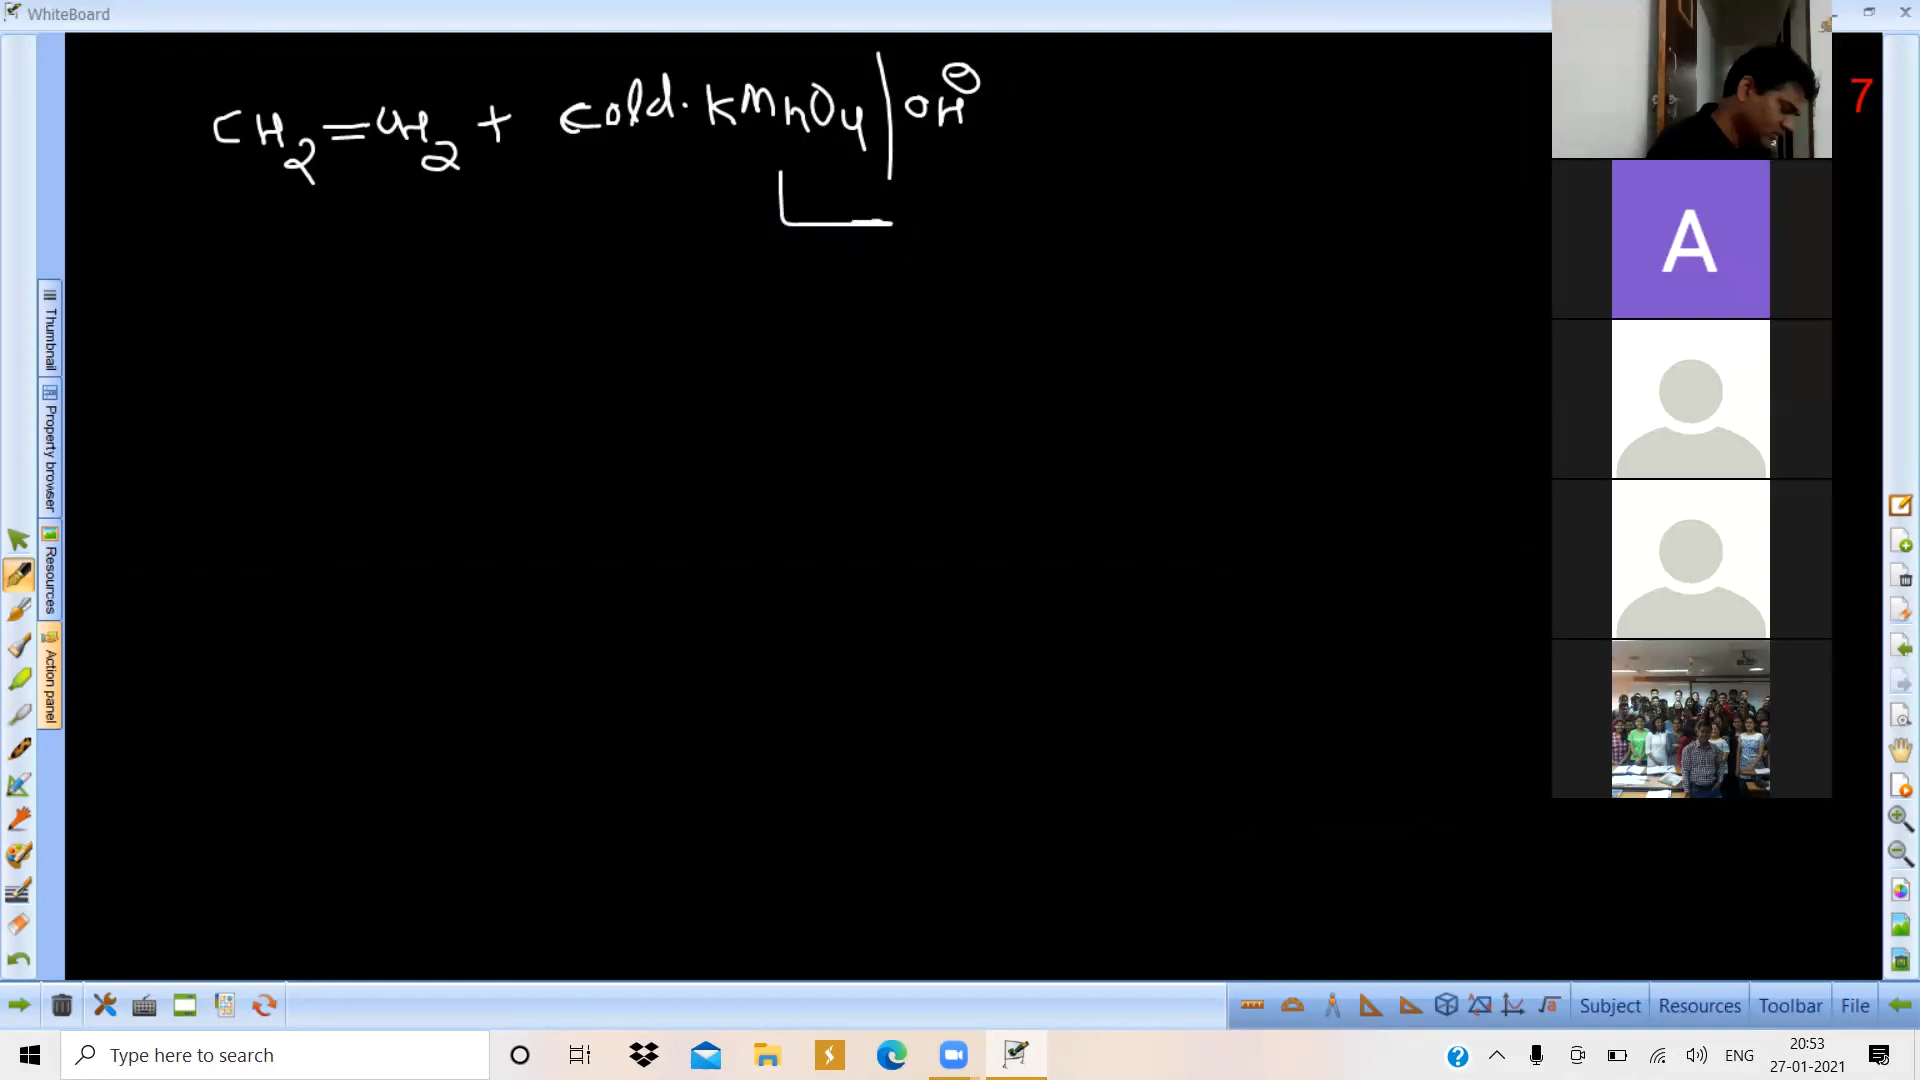 WhiteBoard
CH₂=CH₂ + cold. KMnO₄ | OH⊖
7
A
Thumbnail
Property browser
Resources
Action panel
Subject Resources Toolbar File
Type here to search
ENG
20:53
27-01-2021